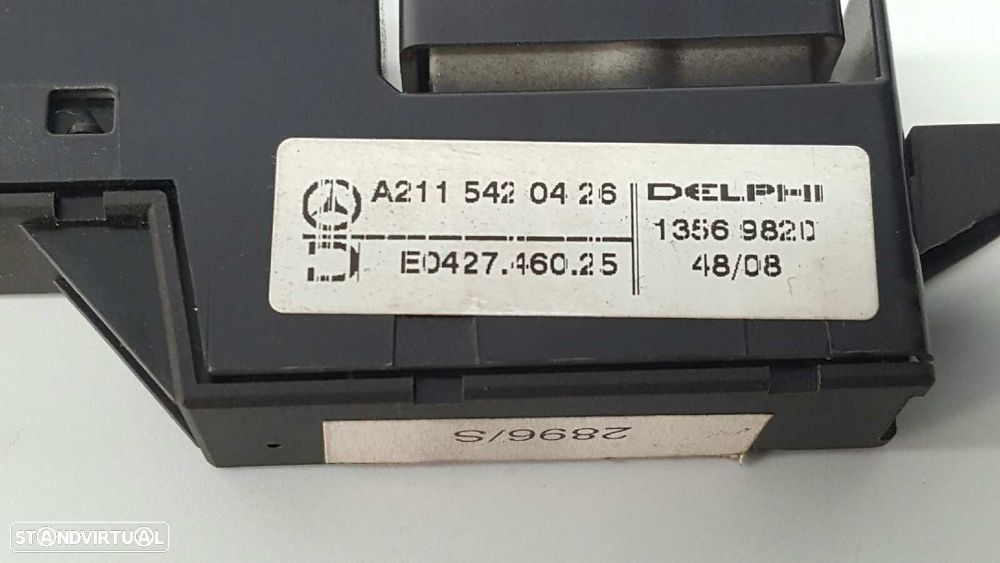 A211 542 04 26
E0427.460.25
DELPHI
1356 9820
48/08
2896/S
STANDVIRTUAL